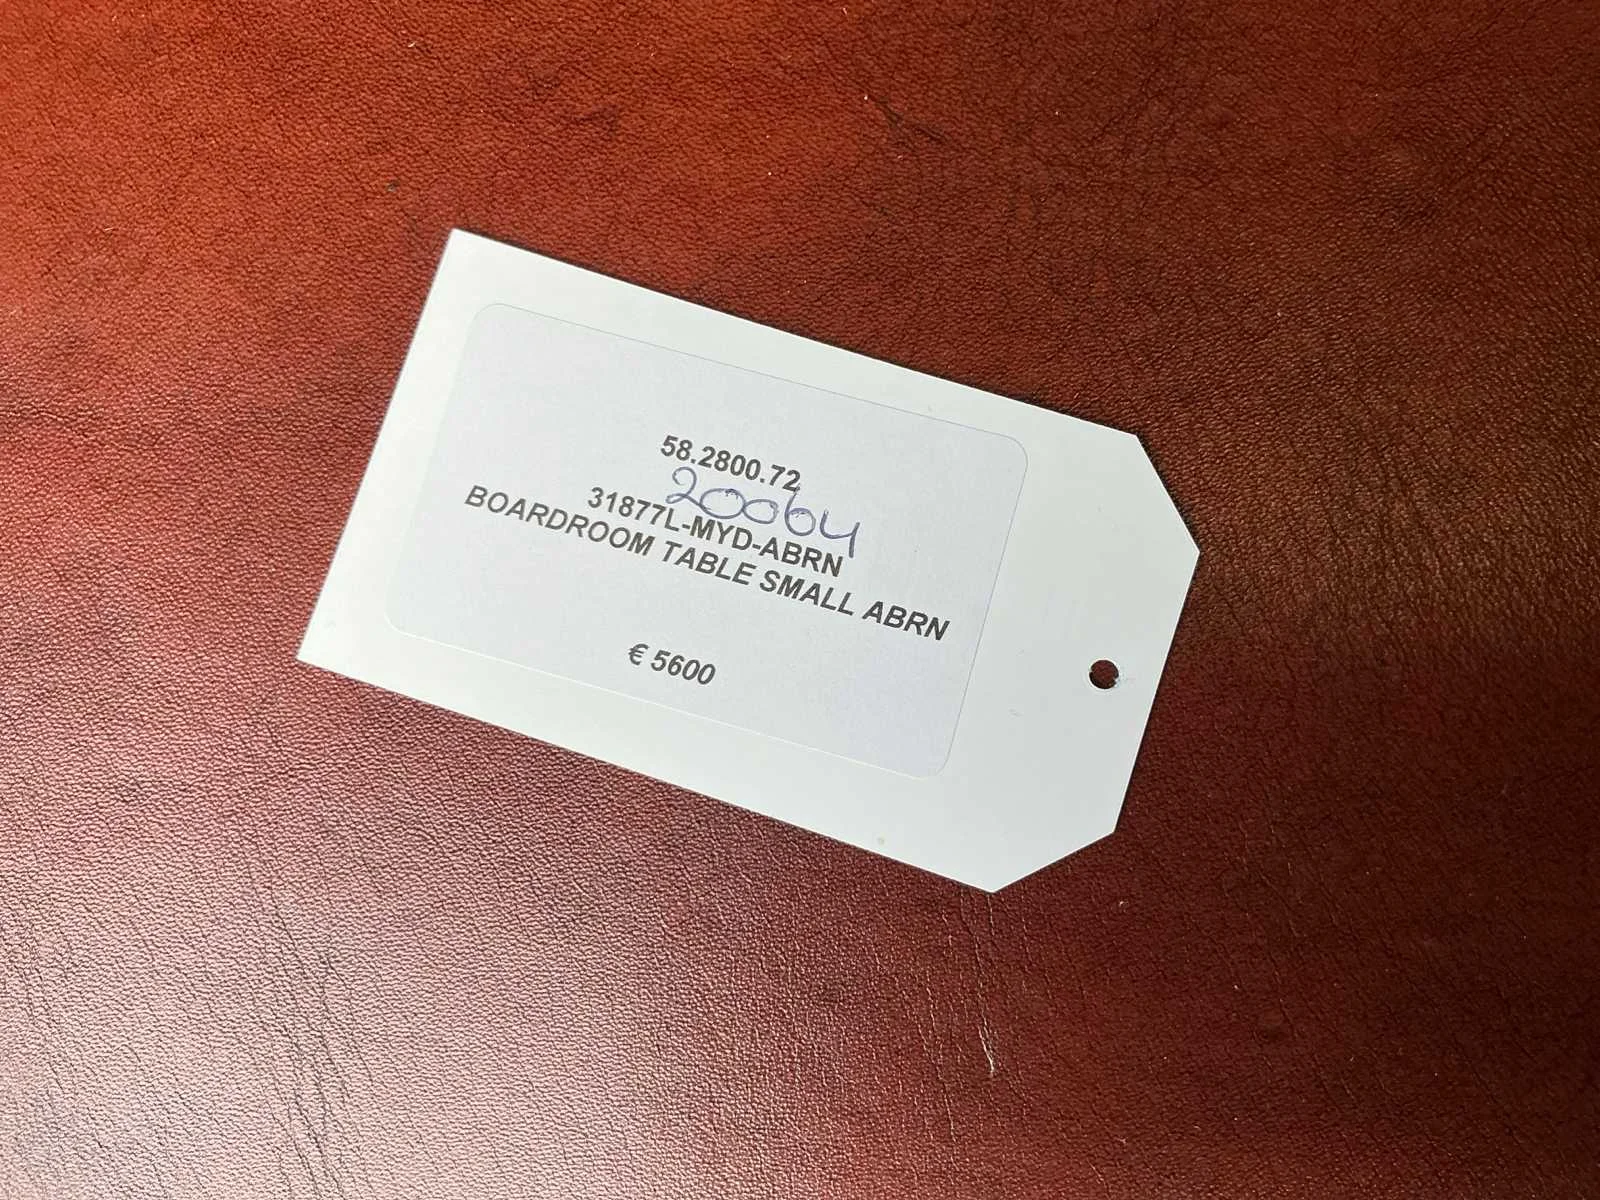 58.2800.72
20064
31877L-MYD-ABRN
BOARDROOM TABLE SMALL ABRN
€ 5600